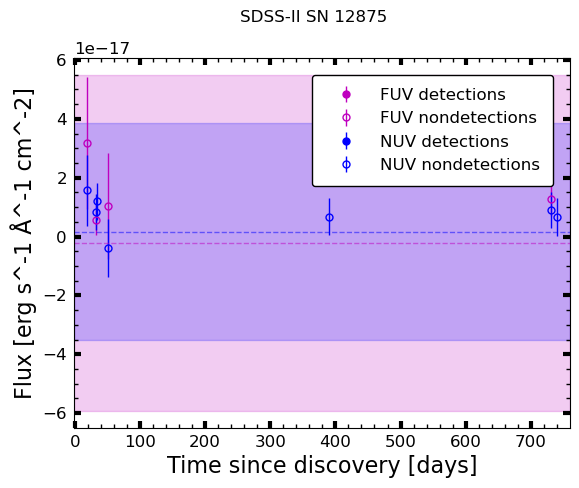 SDSS-II SN 12875
1e−17
6
4
2
0
−2
−4
−6
Flux [erg s^-1 Å^-1 cm^-2]
FUV detections
FUV nondetections
NUV detections
NUV nondetections
0 100 200 300 400 500 600 700
Time since discovery [days]